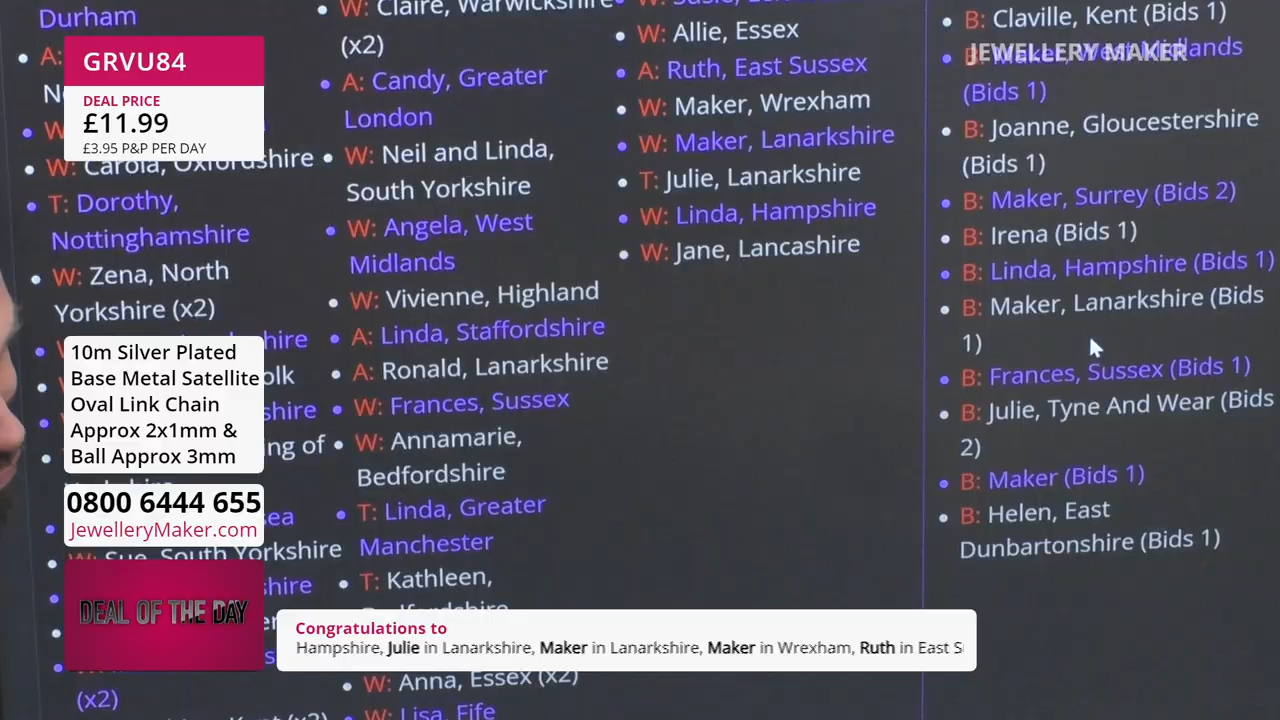 Durham
A:
W: Carola, Oxfordshire
T: Dorothy,
Nottinghamshire
W: Zena, North
Yorkshire (x2)
W: Sue, South Yorkshire
(x2)
W: Claire, Warwickshire
(x2)
A: Candy, Greater
London
W: Neil and Linda,
South Yorkshire
W: Angela, West
Midlands
W: Vivienne, Highland
A: Linda, Staffordshire
A: Ronald, Lanarkshire
W: Frances, Sussex
W: Annamarie,
Bedfordshire
T: Linda, Greater
Manchester
T: Kathleen,
Bedfordshire
W: Anna, Essex (x2)
W: Lisa, Fife
W: Allie, Essex
A: Ruth, East Sussex
W: Maker, Wrexham
W: Maker, Lanarkshire
T: Julie, Lanarkshire
W: Linda, Hampshire
W: Jane, Lancashire
B: Claville, Kent (Bids 1)
B: Maker, West Midlands
(Bids 1)
B: Joanne, Gloucestershire
(Bids 1)
B: Maker, Surrey (Bids 2)
B: Irena (Bids 1)
B: Linda, Hampshire (Bids 1)
B: Maker, Lanarkshire (Bids
1)
B: Frances, Sussex (Bids 1)
B: Julie, Tyne And Wear (Bids
2)
B: Maker (Bids 1)
B: Helen, East
Dunbartonshire (Bids 1)
JEWELLERY MAKER
GRVU84
DEAL PRICE
£11.99
£3.95 P&P PER DAY
10m Silver Plated
Base Metal Satellite
Oval Link Chain
Approx 2x1mm &
Ball Approx 3mm
0800 6444 655
JewelleryMaker.com
DEAL OF THE DAY
Congratulations to
Hampshire, Julie in Lanarkshire, Maker in Lanarkshire, Maker in Wrexham, Ruth in East S